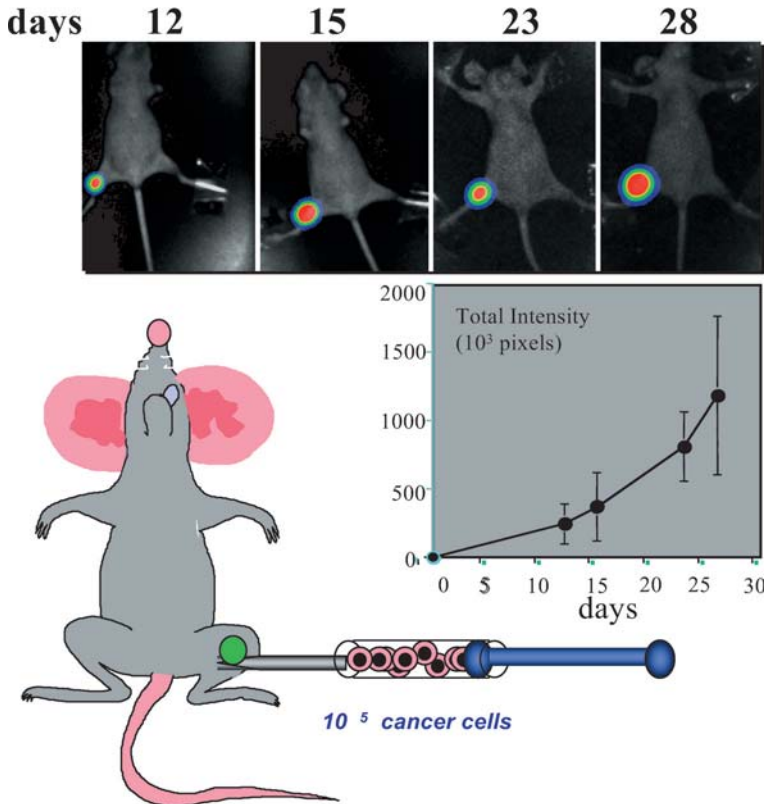 days 12 15 23 28
2000
Total Intensity
(10³ pixels)
1500
1000
500
0
0 5 10 15 20 25 30
days
10 ⁵ cancer cells